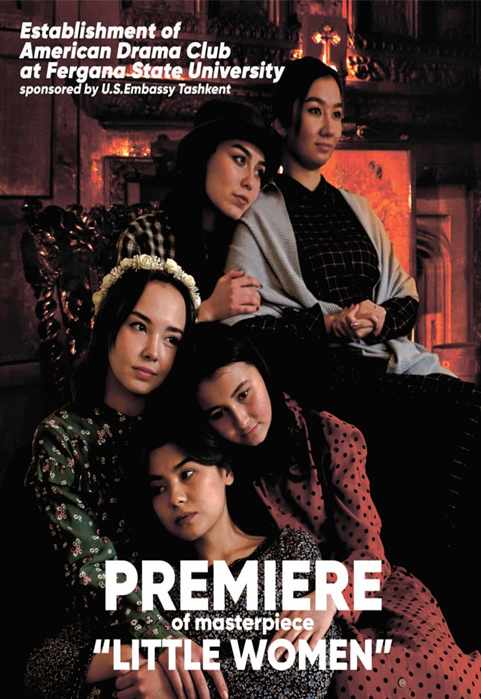 Establishment of
American Drama Club
at Fergana State University
sponsored by U.S.Embassy Tashkent
PREMIERE
of masterpiece
“LITTLE WOMEN”